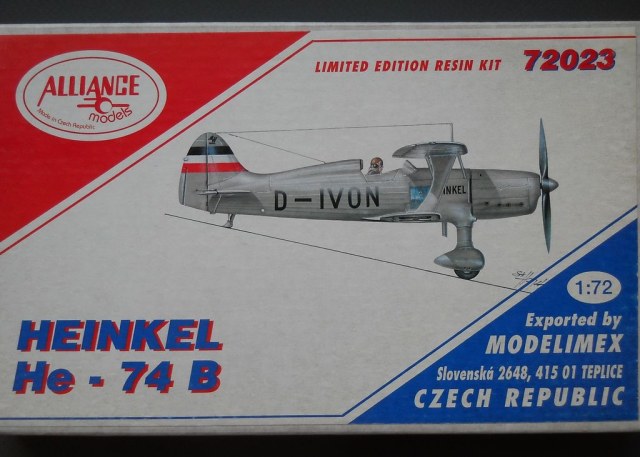 ALLIANCE
models
Made in Czech Republic
LIMITED EDITION RESIN KIT 72023
D-IVON
INKEL
1:72
HEINKEL
He - 74 B
Exported by
MODELIMEX
Slovenská 2648, 415 01 TEPLICE
CZECH REPUBLIC